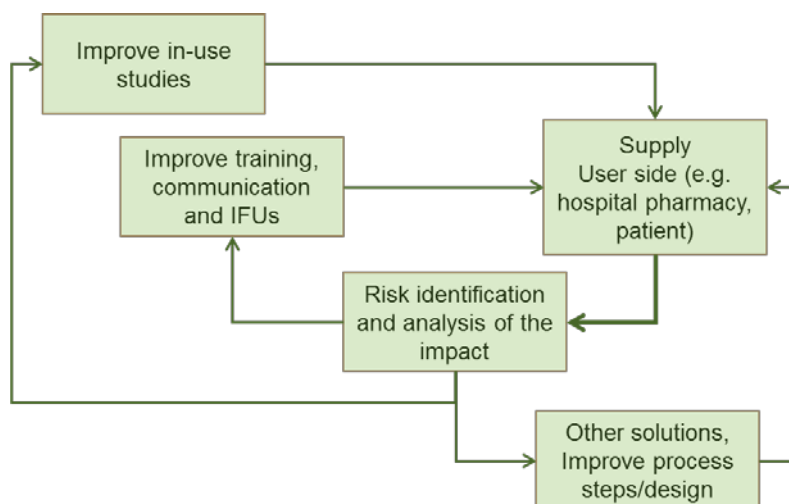 Improve in-use
studies
Improve training,
communication
and IFUs
Supply
User side (e.g.
hospital pharmacy,
patient)
Risk identification
and analysis of the
impact
Other solutions,
Improve process
steps/design